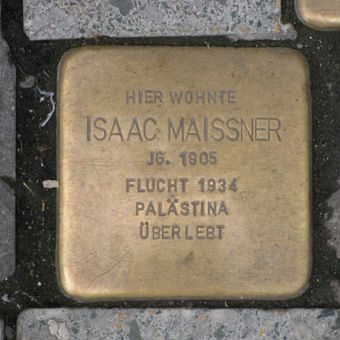 HIER WOHNTE
ISAAC MAISSNER
JG. 1905
FLUCHT 1934
PALÄSTINA
ÜBERLEBT